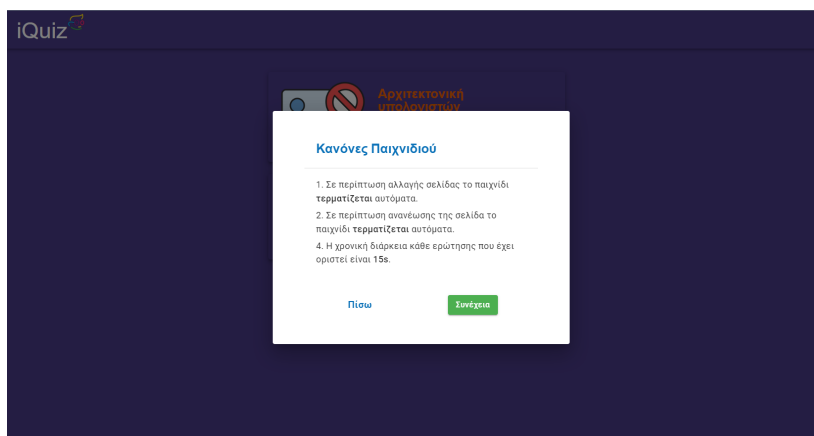 iQuiz
Αρχιτεκτονική
υπολογιστών
Κανόνες Παιχνιδιού
1. Σε περίπτωση αλλαγής σελίδας το παιχνίδι
τερματίζεται αυτόματα.
2. Σε περίπτωση ανανέωσης της σελίδα το
παιχνίδι τερματίζεται αυτόματα.
4. Η χρονική διάρκεια κάθε ερώτησης που έχει
οριστεί είναι 15s.
Πίσω
Συνέχεια